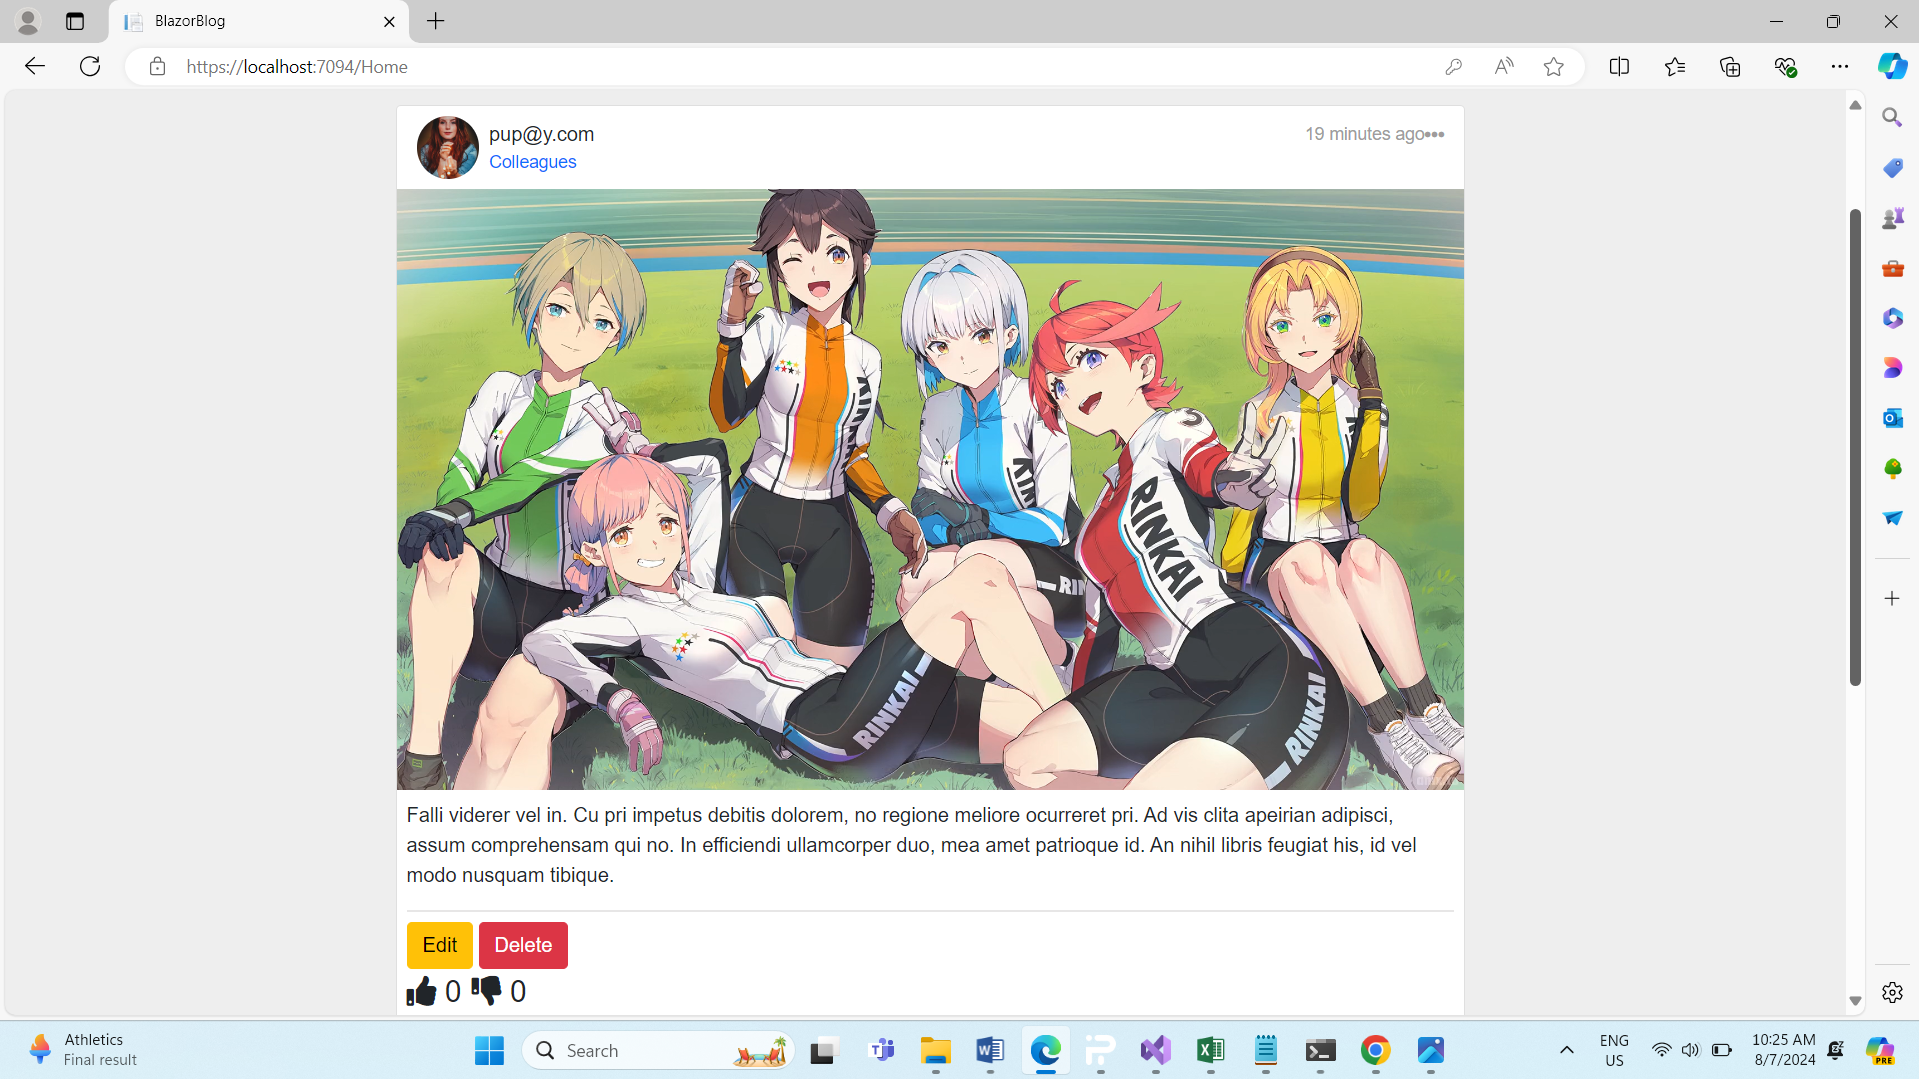 BlazorBlog
https://localhost:7094/Home
pup@y.com
19 minutes ago•••
Colleagues
RINKAI
RINKAI
RINKAI
Falli viderer vel in. Cu pri impetus debitis dolorem, no regione meliore ocurreret pri. Ad vis clita apeirian adipisci,
assum comprehensam qui no. In efficiendi ullamcorper duo, mea amet patrioque id. An nihil libris feugiat his, id vel
modo nusquam tibique.
Edit
Delete
0
0
Athletics
Final result
Search
ENG
US
10:25 AM
8/7/2024
PRE